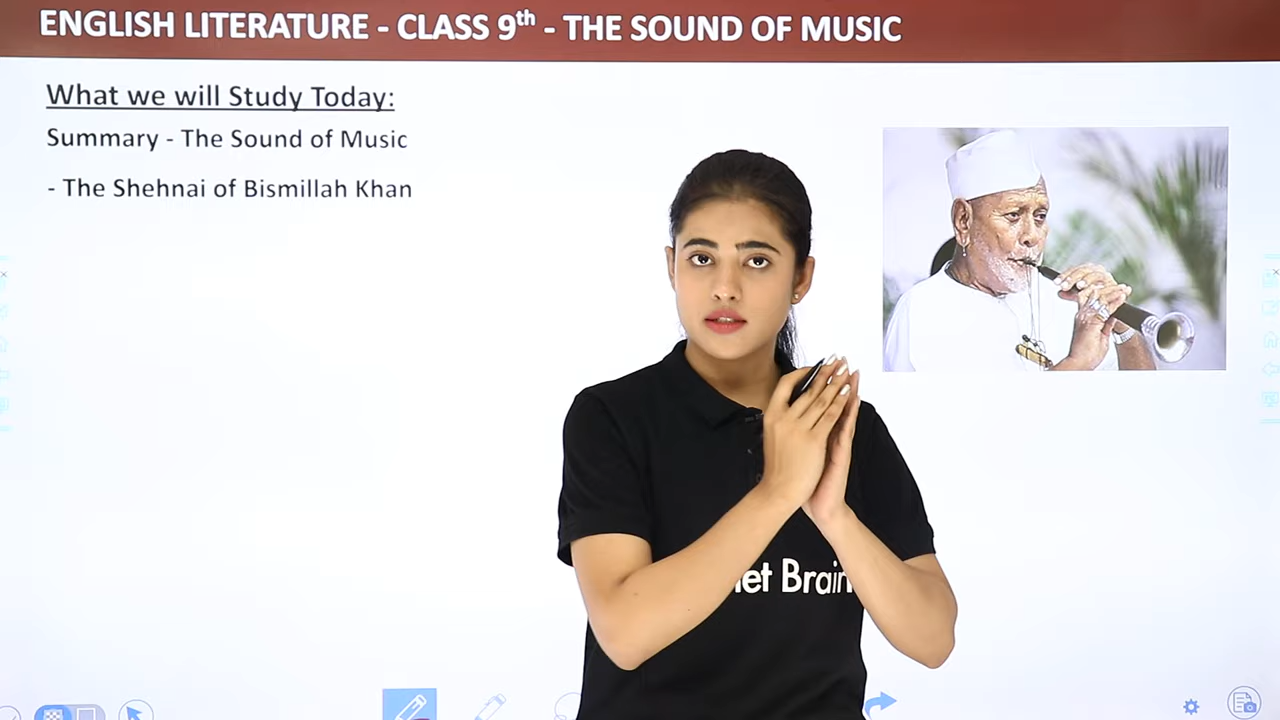 ENGLISH LITERATURE - CLASS 9th - THE SOUND OF MUSIC
What we will Study Today:
Summary - The Sound of Music
- The Shehnai of Bismillah Khan
et Brain